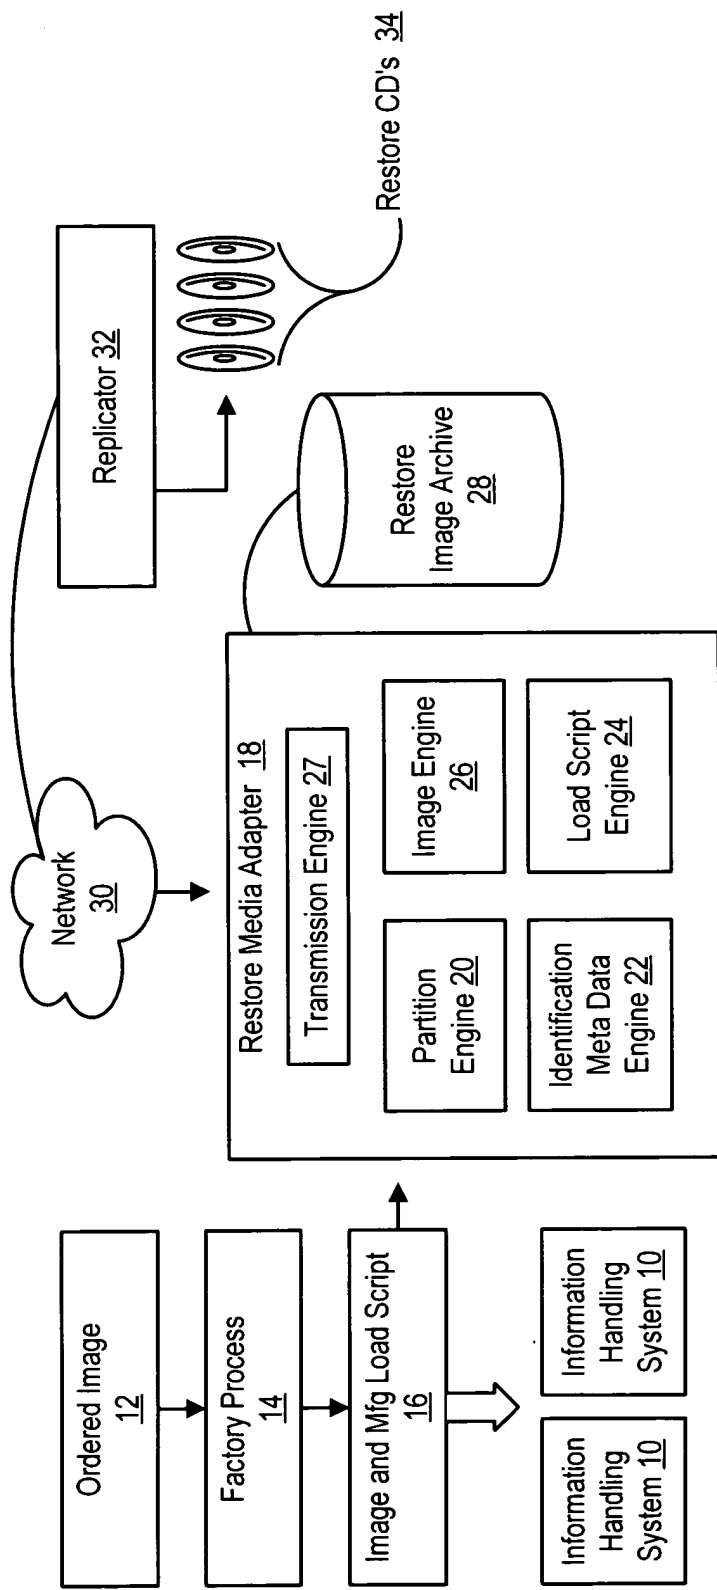 Ordered Image
12
Factory Process
14
Image and Mfg Load Script
16
Information
Handling
System 10
Information
Handling
System 10
Network
30
Restore Media Adapter 18
Transmission Engine 27
Partition
Engine 20
Image Engine
26
Identification
Meta Data
Engine 22
Load Script
Engine 24
Restore
Image Archive
28
Replicator 32
Restore CD's 34